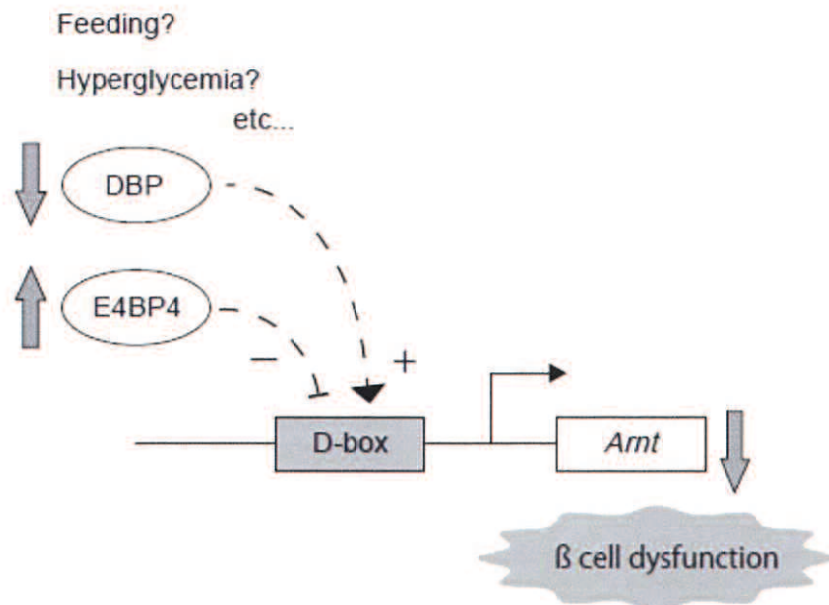 Feeding?
Hyperglycemia?
etc...
DBP
E4BP4
−
+
D-box
Arnt
ß cell dysfunction